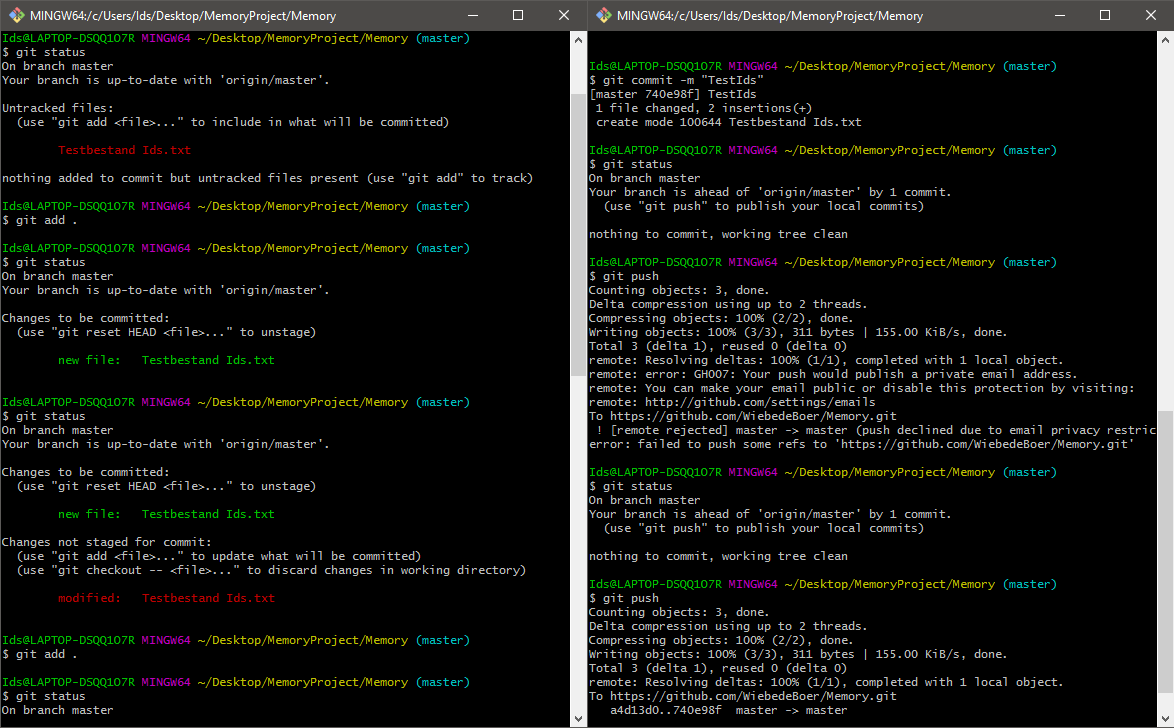 MINGW64:/c/Users/Ids/Desktop/MemoryProject/Memory
Ids@LAPTOP-DSQQ1O7R MINGW64 ~/Desktop/MemoryProject/Memory (master)
$ git status
On branch master
Your branch is up-to-date with 'origin/master'.
Untracked files:
  (use "git add <file>..." to include in what will be committed)
        Testbestand Ids.txt
nothing added to commit but untracked files present (use "git add" to track)
Ids@LAPTOP-DSQQ1O7R MINGW64 ~/Desktop/MemoryProject/Memory (master)
$ git add .
Ids@LAPTOP-DSQQ1O7R MINGW64 ~/Desktop/MemoryProject/Memory (master)
$ git status
On branch master
Your branch is up-to-date with 'origin/master'.
Changes to be committed:
  (use "git reset HEAD <file>..." to unstage)
        new file:   Testbestand Ids.txt
Ids@LAPTOP-DSQQ1O7R MINGW64 ~/Desktop/MemoryProject/Memory (master)
$ git status
On branch master
Your branch is up-to-date with 'origin/master'.
Changes to be committed:
  (use "git reset HEAD <file>..." to unstage)
        new file:   Testbestand Ids.txt
Changes not staged for commit:
  (use "git add <file>..." to update what will be committed)
  (use "git checkout -- <file>..." to discard changes in working directory)
        modified:   Testbestand Ids.txt
Ids@LAPTOP-DSQQ1O7R MINGW64 ~/Desktop/MemoryProject/Memory (master)
$ git add .
Ids@LAPTOP-DSQQ1O7R MINGW64 ~/Desktop/MemoryProject/Memory (master)
$ git status
On branch master
MINGW64:/c/Users/Ids/Desktop/MemoryProject/Memory
Ids@LAPTOP-DSQQ1O7R MINGW64 ~/Desktop/MemoryProject/Memory (master)
$ git commit -m "TestIds"
[master 740e98f] TestIds
 1 file changed, 2 insertions(+)
 create mode 100644 Testbestand Ids.txt
Ids@LAPTOP-DSQQ1O7R MINGW64 ~/Desktop/MemoryProject/Memory (master)
$ git status
On branch master
Your branch is ahead of 'origin/master' by 1 commit.
  (use "git push" to publish your local commits)
nothing to commit, working tree clean
Ids@LAPTOP-DSQQ1O7R MINGW64 ~/Desktop/MemoryProject/Memory (master)
$ git push
Counting objects: 3, done.
Delta compression using up to 2 threads.
Compressing objects: 100% (2/2), done.
Writing objects: 100% (3/3), 311 bytes | 155.00 KiB/s, done.
Total 3 (delta 1), reused 0 (delta 0)
remote: Resolving deltas: 100% (1/1), completed with 1 local object.
remote: error: GH007: Your push would publish a private email address.
remote: You can make your email public or disable this protection by visiting:
remote: http://github.com/settings/emails
To https://github.com/WiebedeBoer/Memory.git
 ! [remote rejected] master -> master (push declined due to email privacy restric
error: failed to push some refs to 'https://github.com/WiebedeBoer/Memory.git'
Ids@LAPTOP-DSQQ1O7R MINGW64 ~/Desktop/MemoryProject/Memory (master)
$ git status
On branch master
Your branch is ahead of 'origin/master' by 1 commit.
  (use "git push" to publish your local commits)
nothing to commit, working tree clean
Ids@LAPTOP-DSQQ1O7R MINGW64 ~/Desktop/MemoryProject/Memory (master)
$ git push
Counting objects: 3, done.
Delta compression using up to 2 threads.
Compressing objects: 100% (2/2), done.
Writing objects: 100% (3/3), 311 bytes | 155.00 KiB/s, done.
Total 3 (delta 1), reused 0 (delta 0)
remote: Resolving deltas: 100% (1/1), completed with 1 local object.
To https://github.com/WiebedeBoer/Memory.git
   a4d13d0..740e98f  master -> master